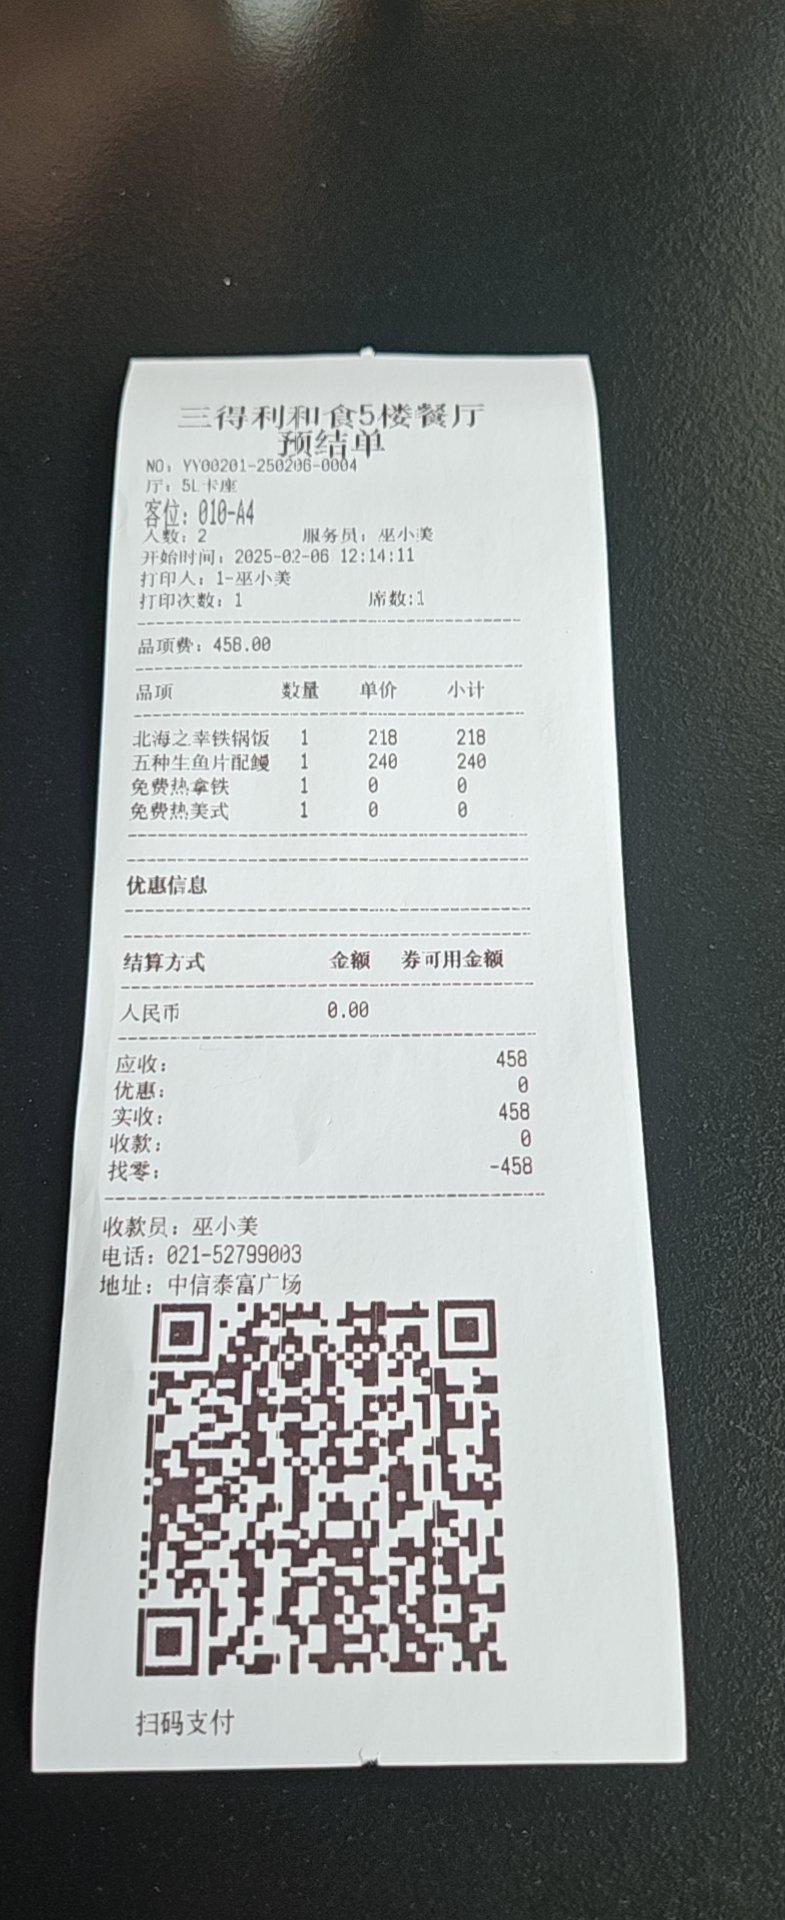 三得利和食5楼餐厅
预结单
NO: YY00201-250206-0004
厅: 5L卡座
客位: 010-A4
人数: 2 服务员: 巫小美
开始时间: 2025-02-06 12:14:11
打印人: 1-巫小美
打印次数: 1 席数:1
品项费: 458.00
品项 数量 单价 小计
北海之幸铁锅饭 1 218 218
五种生鱼片配鳗 1 240 240
免费热拿铁 1 0 0
免费热美式 1 0 0
优惠信息
结算方式 金额 券可用金额
人民币 0.00
应收: 458
优惠: 0
实收: 458
收款: 0
找零: -458
收款员: 巫小美
电话: 021-52799003
地址: 中信泰富广场
扫码支付